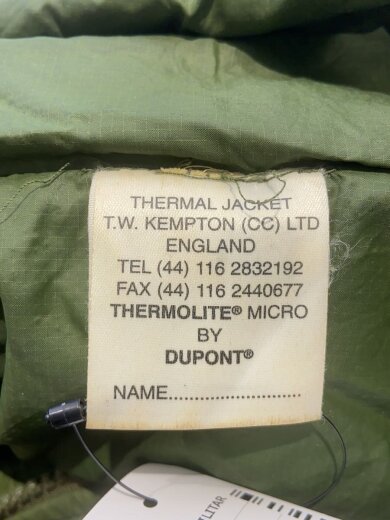 THERMAL JACKET
T.W. KEMPTON (CC) LTD
ENGLAND
TEL (44) 116 2832192
FAX (44) 116 2440677
THERMOLITE® MICRO
BY
DUPONT®
NAME...........................